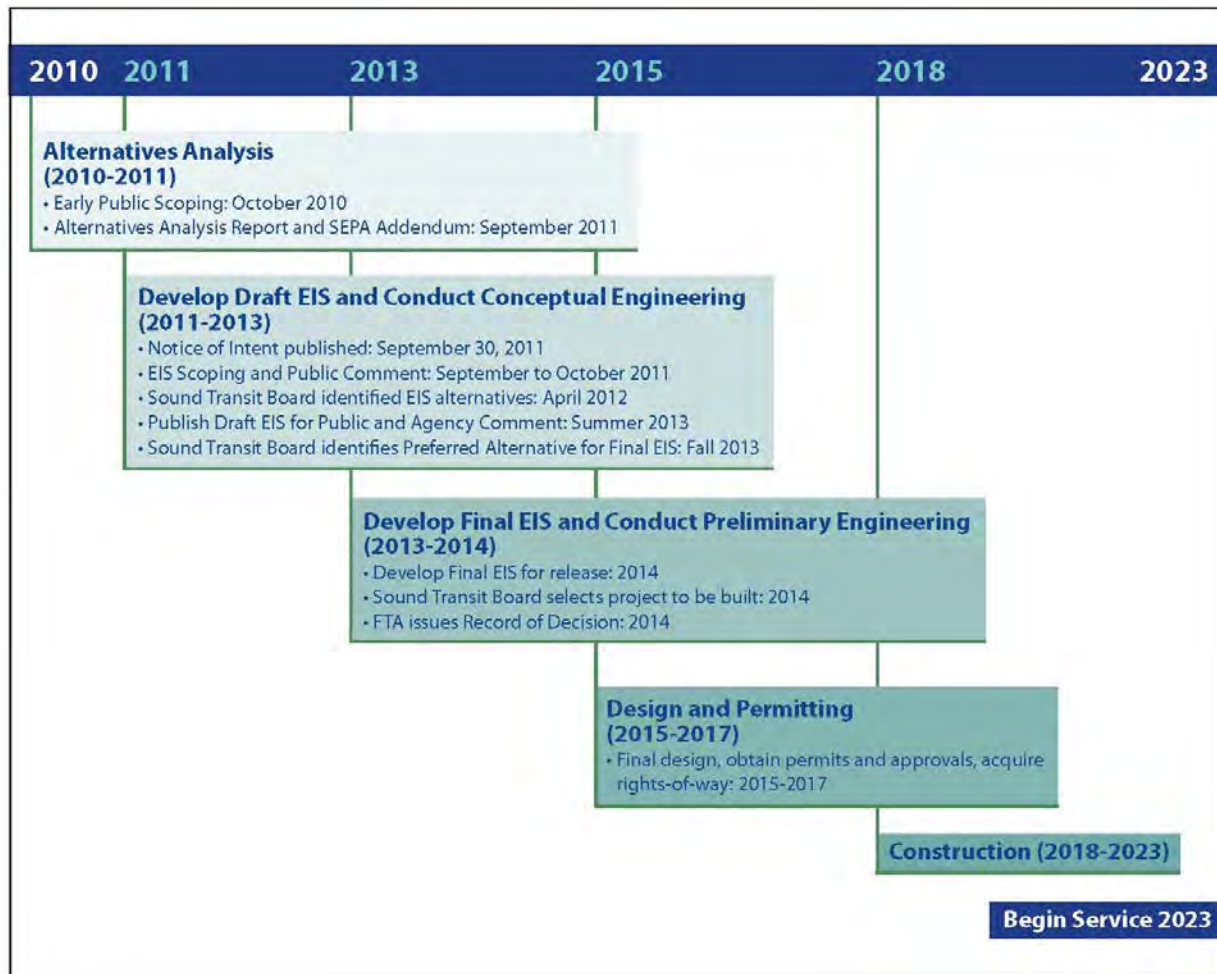 2010 2011 2013 2015 2018 2023
Alternatives Analysis
(2010-2011)
• Early Public Scoping: October 2010
• Alternatives Analysis Report and SEPA Addendum: September 2011
Develop Draft EIS and Conduct Conceptual Engineering
(2011-2013)
• Notice of Intent published: September 30, 2011
• EIS Scoping and Public Comment: September to October 2011
• Sound Transit Board identified EIS alternatives: April 2012
• Publish Draft EIS for Public and Agency Comment: Summer 2013
• Sound Transit Board identifies Preferred Alternative for Final EIS: Fall 2013
Develop Final EIS and Conduct Preliminary Engineering
(2013-2014)
• Develop Final EIS for release: 2014
• Sound Transit Board selects project to be built: 2014
• FTA issues Record of Decision: 2014
Design and Permitting
(2015-2017)
• Final design, obtain permits and approvals, acquire
rights-of-way: 2015-2017
Construction (2018-2023)
Begin Service 2023